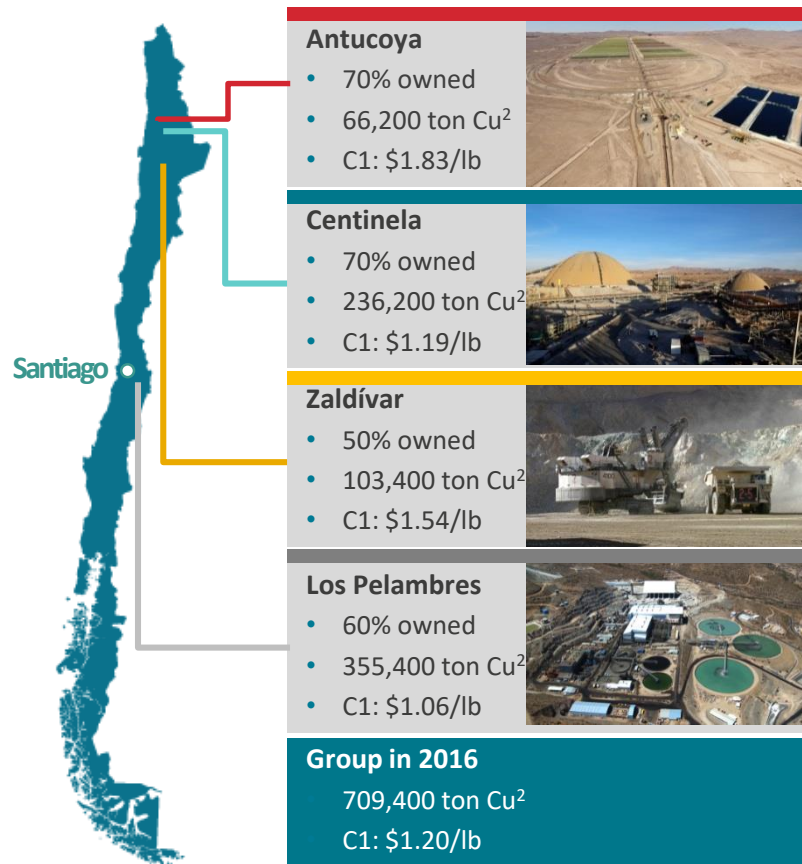 Antucoya
• 70% owned
• 66,200 ton Cu²
• C1: $1.83/lb
Centinela
• 70% owned
• 236,200 ton Cu²
• C1: $1.19/lb
Santiago
Zaldívar
• 50% owned
• 103,400 ton Cu²
• C1: $1.54/lb
Los Pelambres
• 60% owned
• 355,400 ton Cu²
• C1: $1.06/lb
Group in 2016
709,400 ton Cu²
C1: $1.20/lb